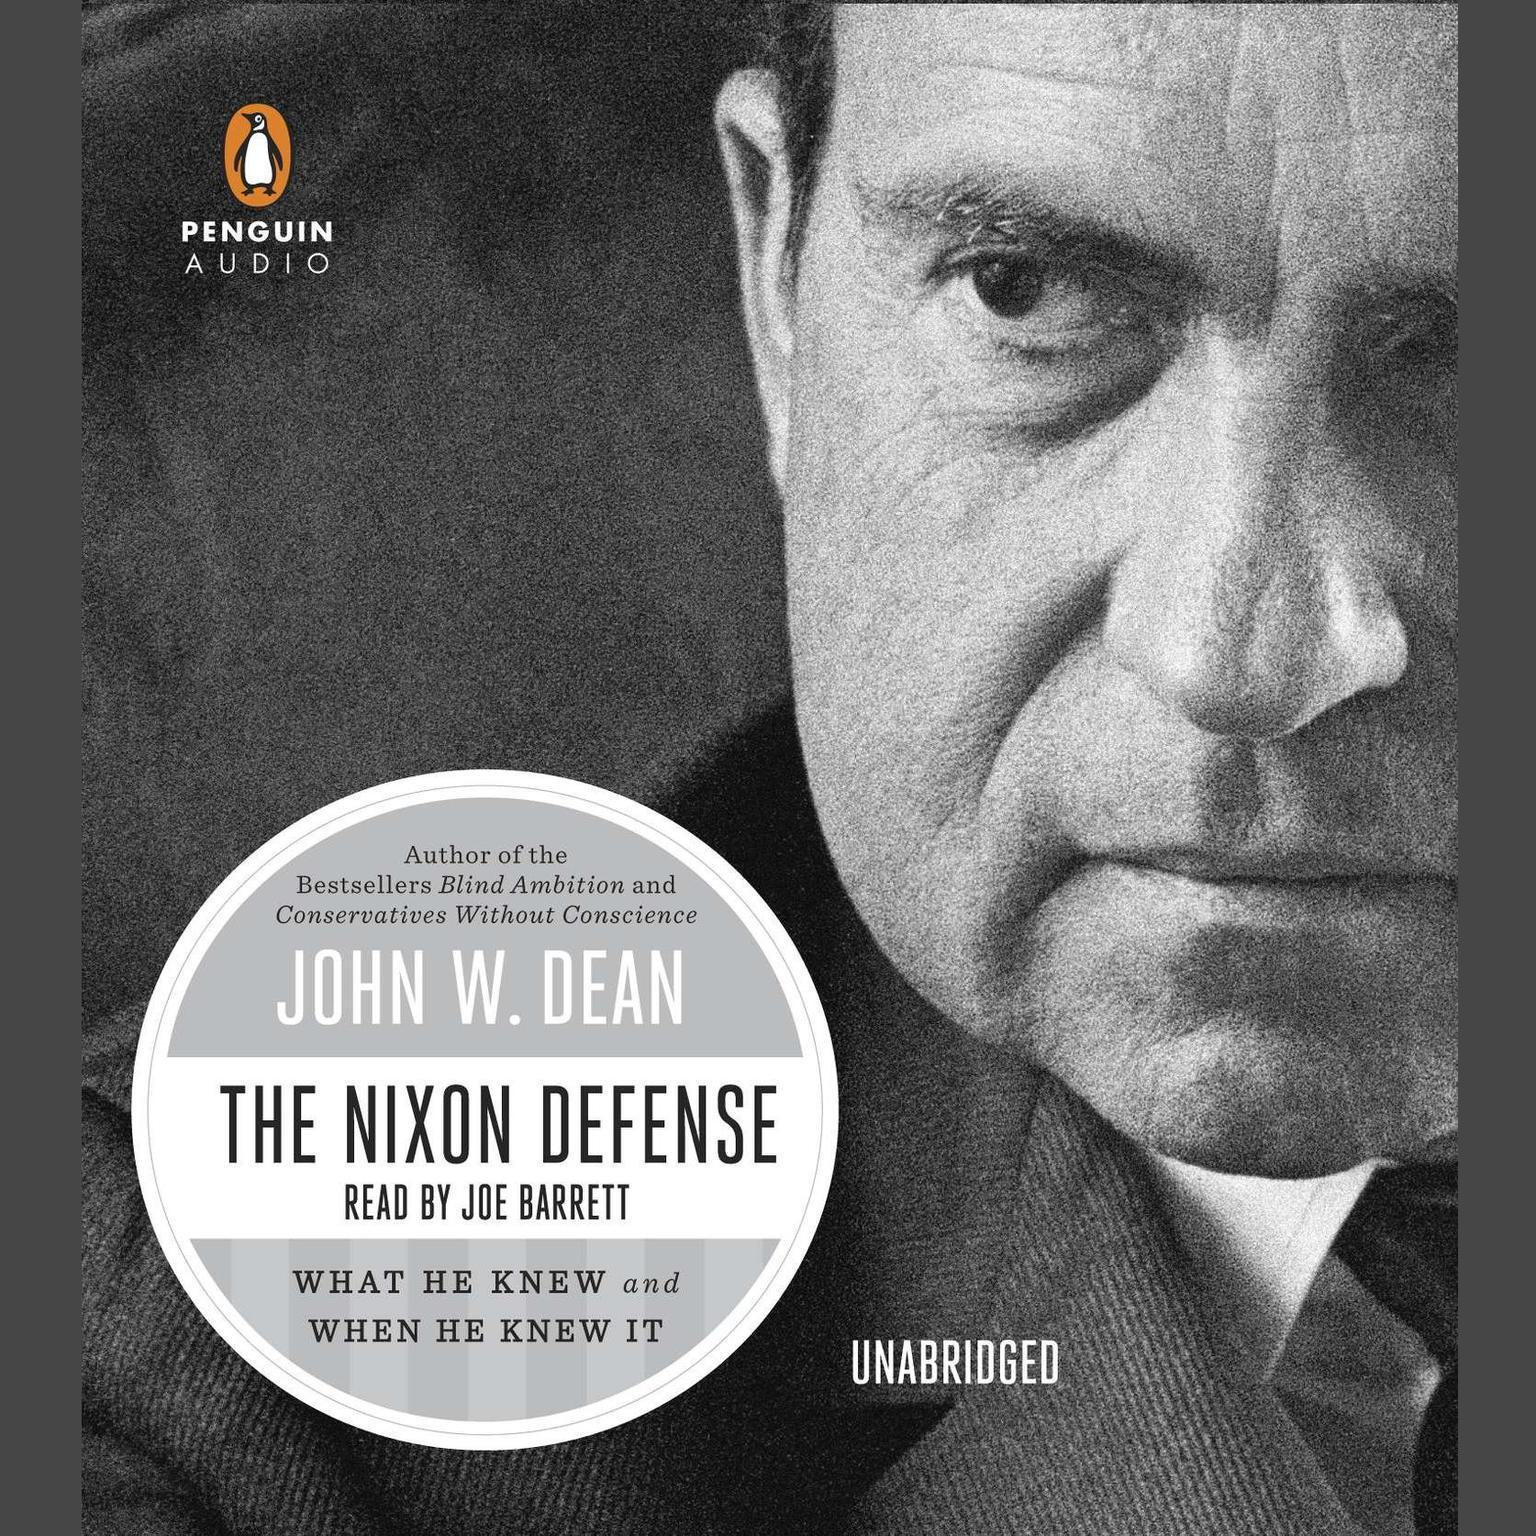 PENGUIN
AUDIO
Author of the
Bestsellers Blind Ambition and
Conservatives Without Conscience
JOHN W. DEAN
THE NIXON DEFENSE
READ BY JOE BARRETT
WHAT HE KNEW and
WHEN HE KNEW IT
UNABRIDGED